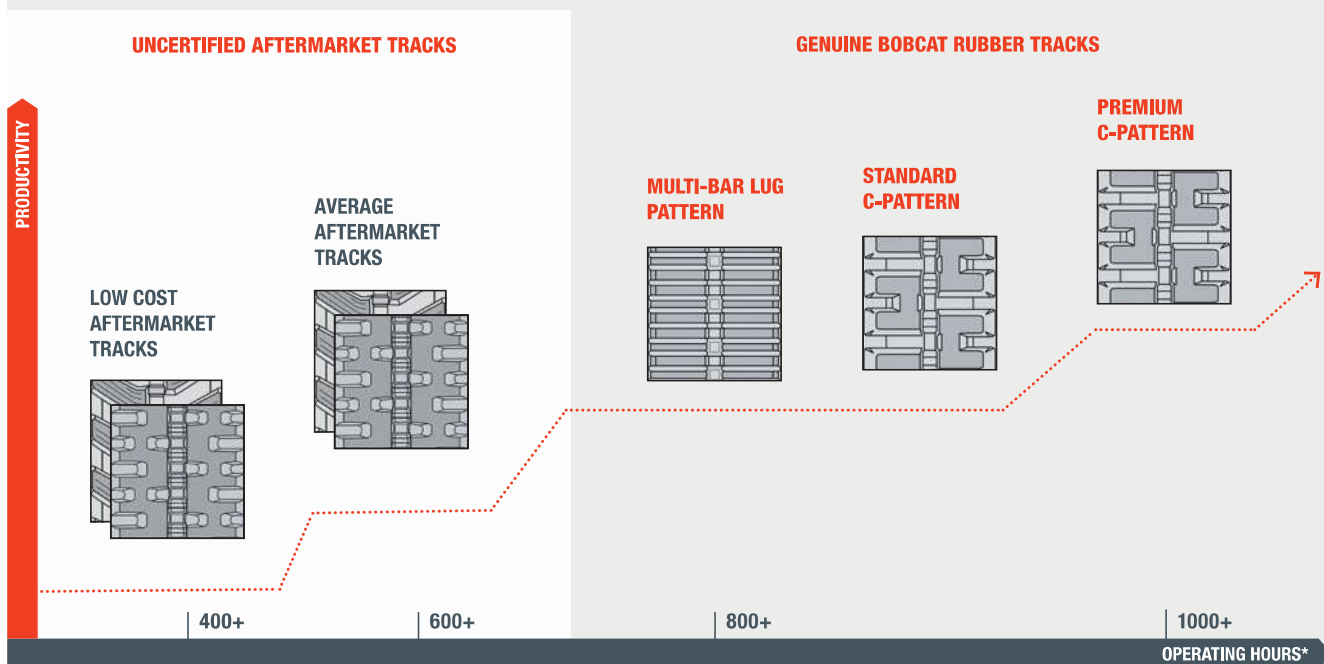 UNCERTIFIED AFTERMARKET TRACKS
GENUINE BOBCAT RUBBER TRACKS
PRODUCTIVITY
LOW COST
AFTERMARKET
TRACKS
AVERAGE
AFTERMARKET
TRACKS
MULTI-BAR LUG
PATTERN
STANDARD
C-PATTERN
PREMIUM
C-PATTERN
400+
600+
800+
1000+
OPERATING HOURS*